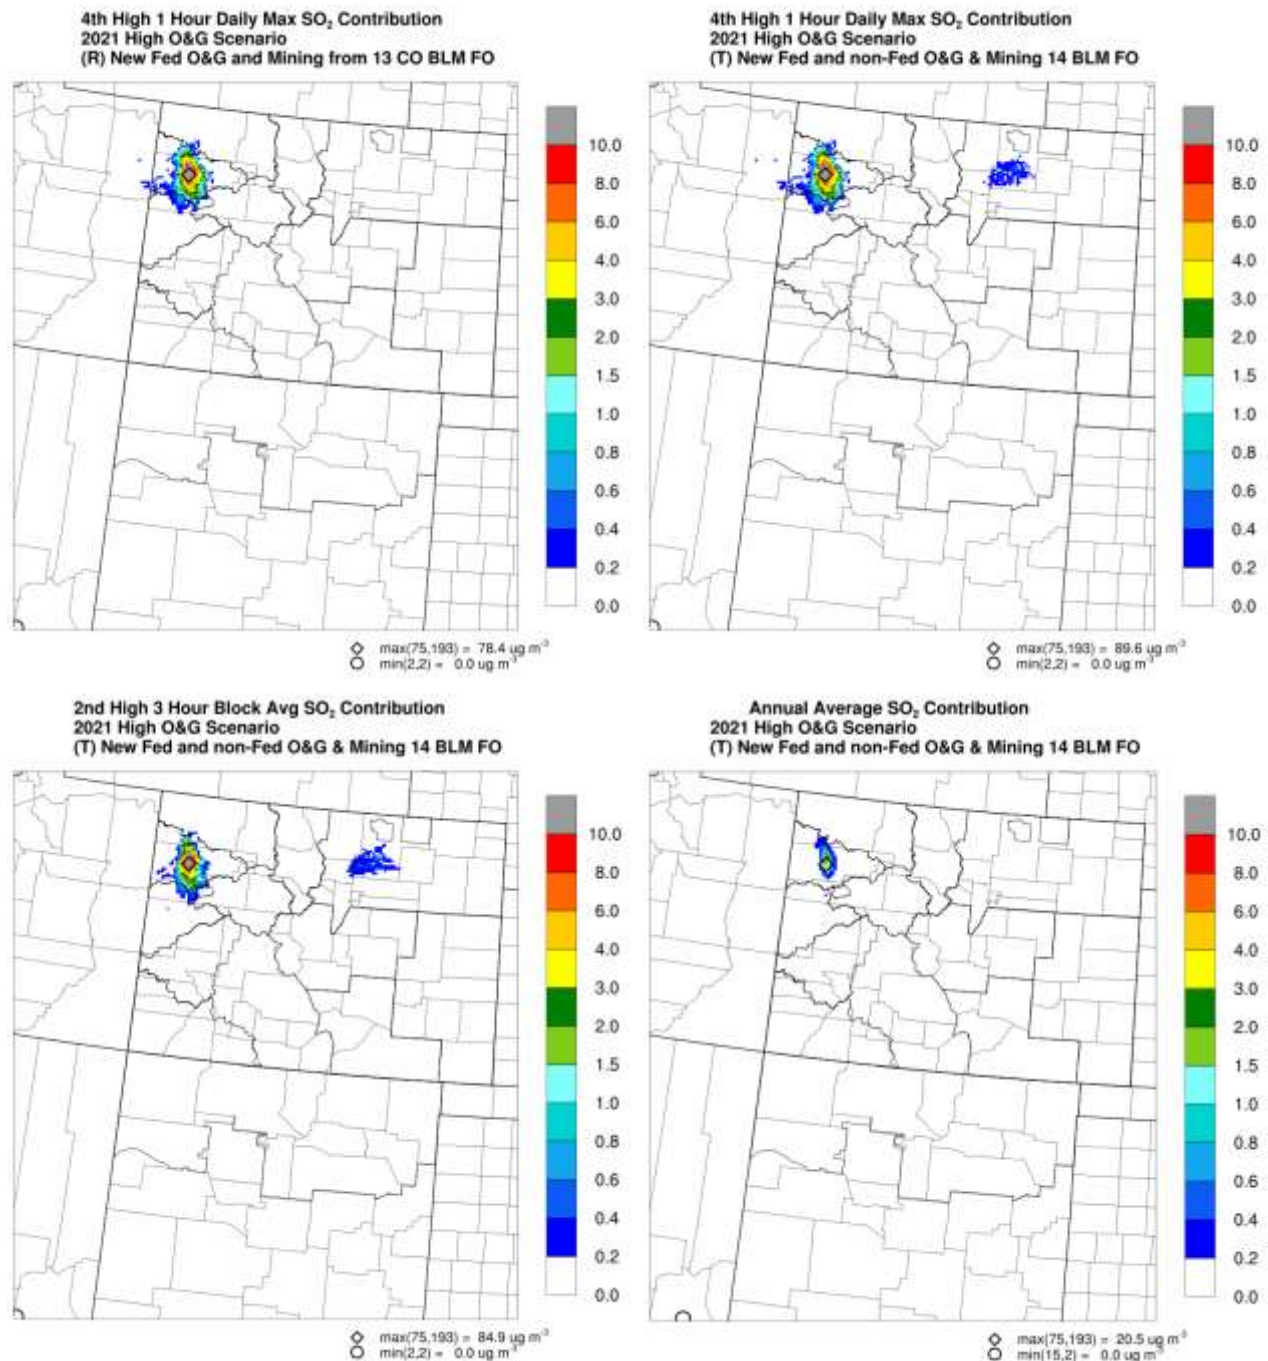 4th High 1 Hour Daily Max SO₂ Contribution
2021 High O&G Scenario
(R) New Fed O&G and Mining from 13 CO BLM FO
10.0
8.0
6.0
4.0
3.0
2.0
1.5
1.0
0.8
0.6
0.4
0.2
0.0
max(75,193) = 78.4 ug m⁻³
min(2,2) = 0.0 ug m⁻³
4th High 1 Hour Daily Max SO₂ Contribution
2021 High O&G Scenario
(T) New Fed and non-Fed O&G & Mining 14 BLM FO
10.0
8.0
6.0
4.0
3.0
2.0
1.5
1.0
0.8
0.6
0.4
0.2
0.0
max(75,193) = 89.6 ug m⁻³
min(2,2) = 0.0 ug m⁻³
2nd High 3 Hour Block Avg SO₂ Contribution
2021 High O&G Scenario
(T) New Fed and non-Fed O&G & Mining 14 BLM FO
10.0
8.0
6.0
4.0
3.0
2.0
1.5
1.0
0.8
0.6
0.4
0.2
0.0
max(75,193) = 84.9 ug m⁻³
min(2,2) = 0.0 ug m⁻³
Annual Average SO₂ Contribution
2021 High O&G Scenario
(T) New Fed and non-Fed O&G & Mining 14 BLM FO
10.0
8.0
6.0
4.0
3.0
2.0
1.5
1.0
0.8
0.6
0.4
0.2
0.0
max(75,193) = 20.5 ug m⁻³
min(15,2) = 0.0 ug m⁻³